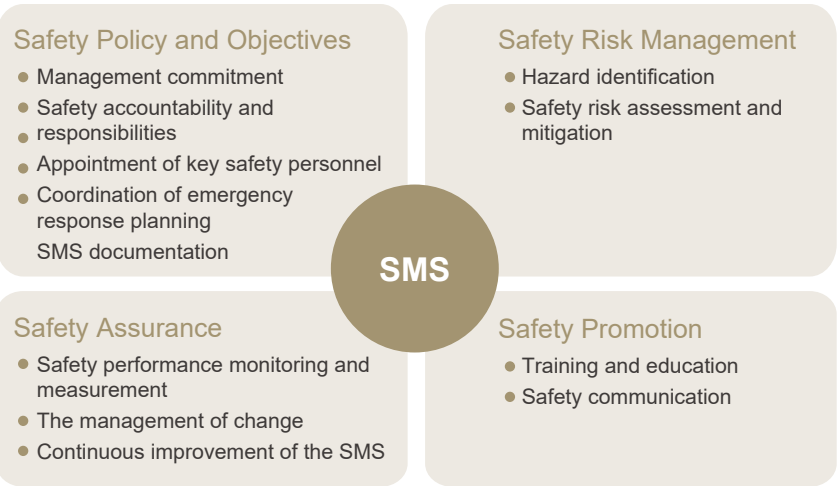 Safety Policy and Objectives
Management commitment
Safety accountability and
responsibilities
Appointment of key safety personnel
Coordination of emergency
response planning
SMS documentation
Safety Risk Management
Hazard identification
Safety risk assessment and
mitigation
SMS
Safety Assurance
Safety performance monitoring and
measurement
The management of change
Continuous improvement of the SMS
Safety Promotion
Training and education
Safety communication